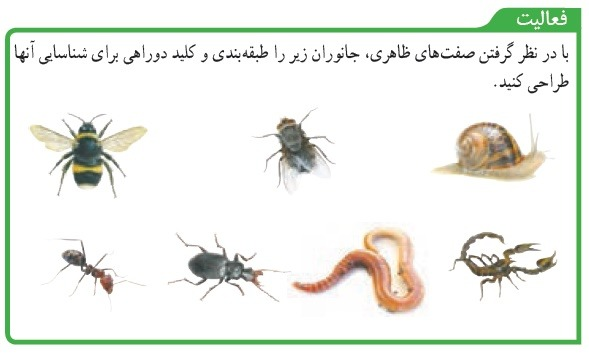 فعالیت
با در نظر گرفتن صفت‌های ظاهری، جانوران زیر را طبقه‌بندی و کلید دوراهی برای شناسایی آنها
طراحی کنید.